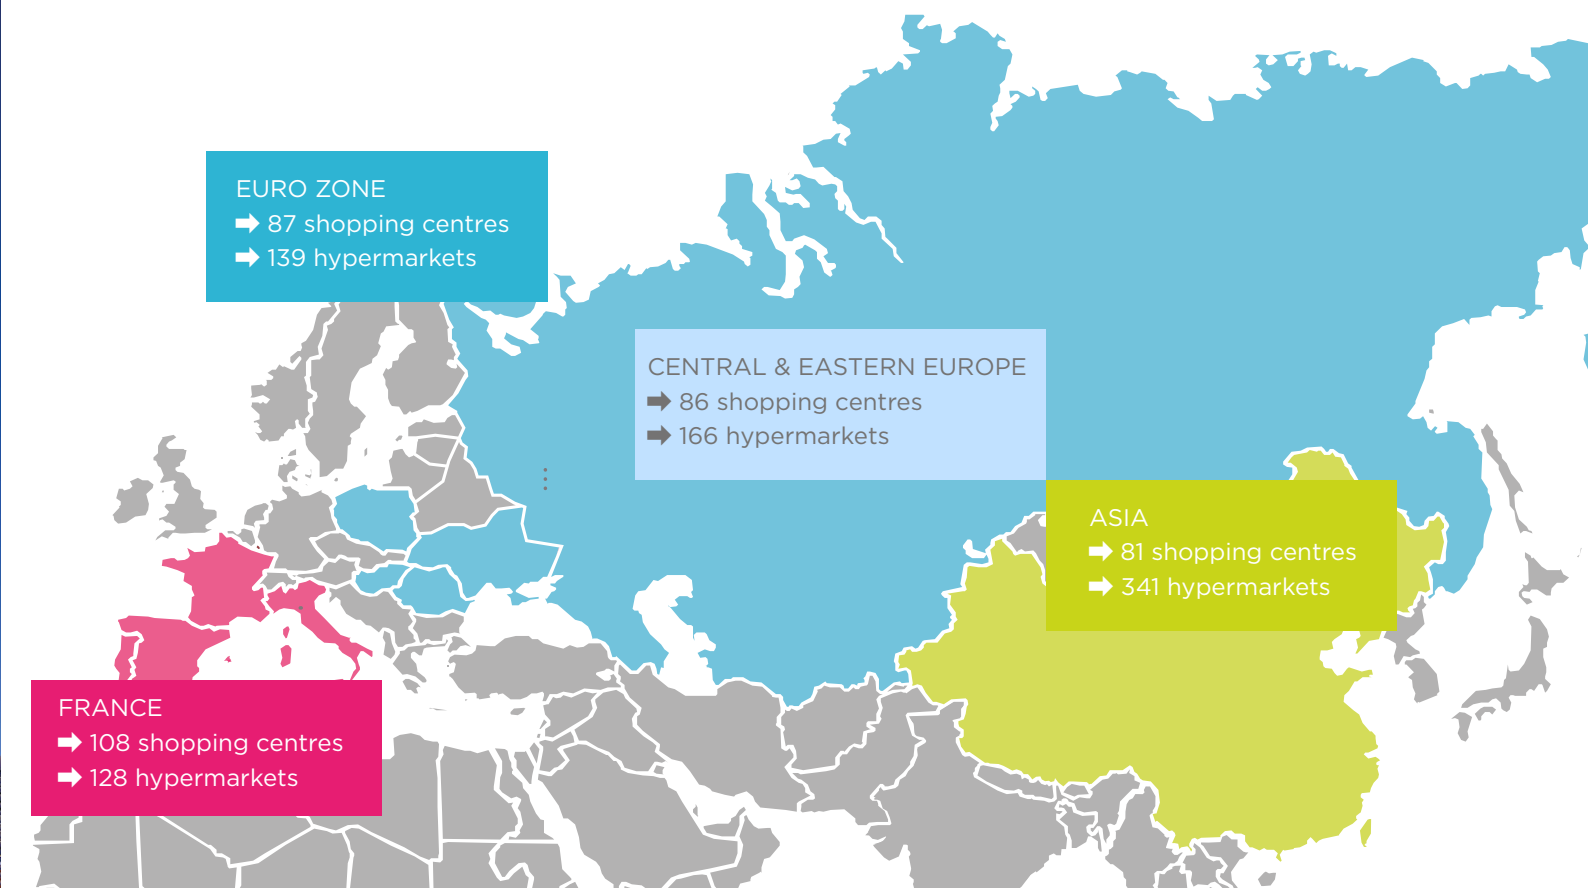 EURO ZONE
➡ 87 shopping centres
➡ 139 hypermarkets
CENTRAL & EASTERN EUROPE
➡ 86 shopping centres
➡ 166 hypermarkets
ASIA
➡ 81 shopping centres
➡ 341 hypermarkets
FRANCE
➡ 108 shopping centres
➡ 128 hypermarkets